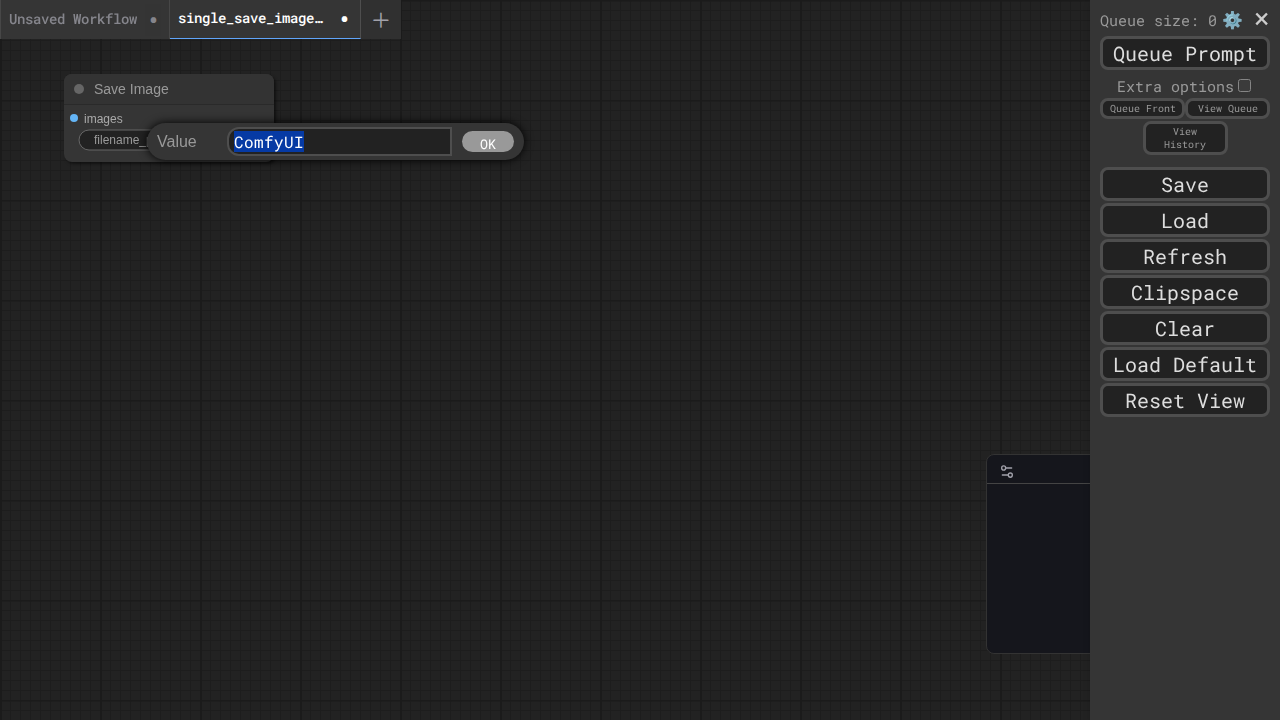 Unsaved Workflow
single_save_image…
Queue size: 0
Queue Prompt
Extra options
Queue Front
View Queue
View
History
Save
Load
Refresh
Clipspace
Clear
Load Default
Reset View
Save Image
images
filename_
Value
ComfyUI
OK